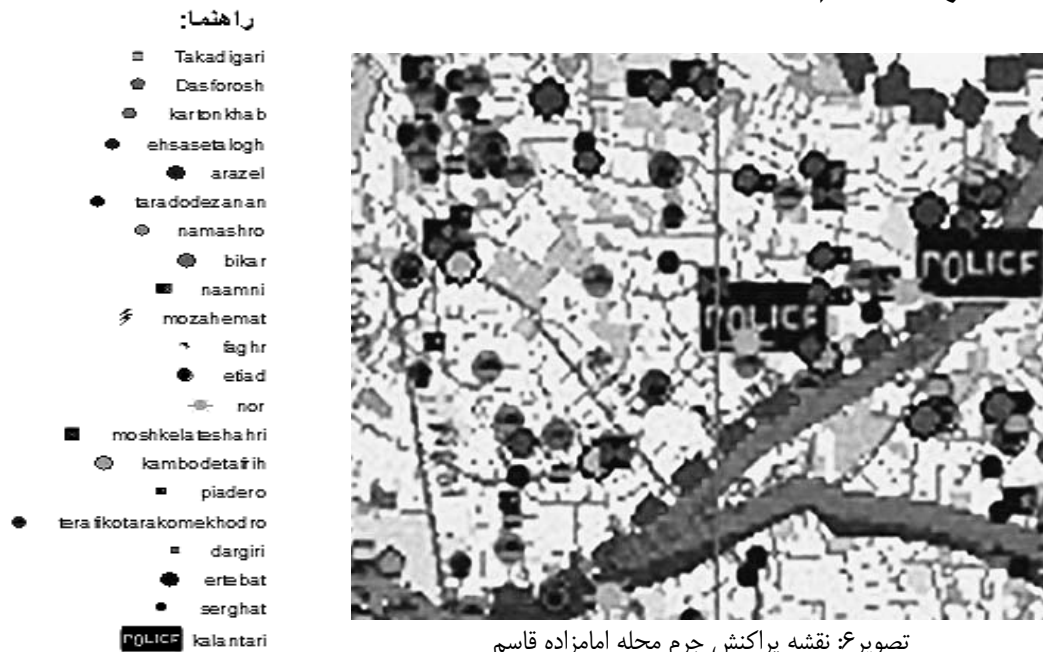 راهنما:
Takadigari
Dasforosh
kartonkhab
ehsasetalogh
arazel
taradodezanan
namashro
bikar
naamni
mozahemat
faghr
etiad
nor
moshkelateshahri
kambodetafrih
piadero
terafikotarakomekhodro
dargiri
ertebat
serghat
POLICE kalantari
POLICE
POLICE
تصویر۶: نقشه پراکنش جرم محله امامزاده قاسم